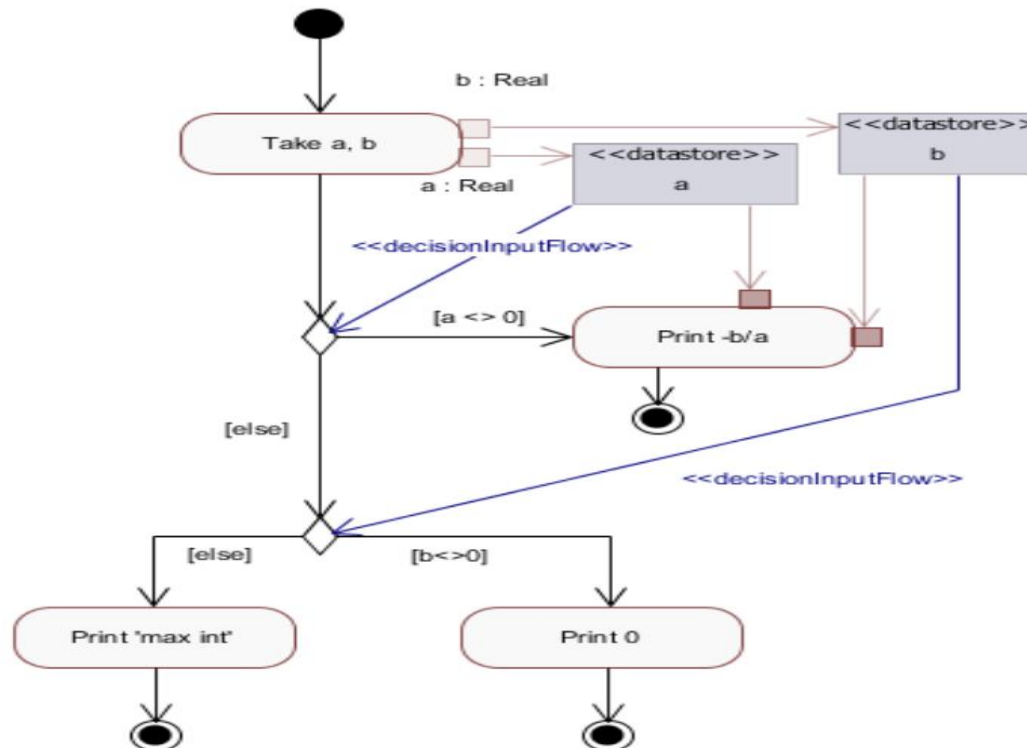 b : Real
Take a, b
<<datastore>>
b
<<datastore>>
a
a : Real
<<decisionInputFlow>>
[a <> 0]
Print -b/a
[else]
<<decisionInputFlow>>
[else]
[b<>0]
Print 'max int'
Print 0